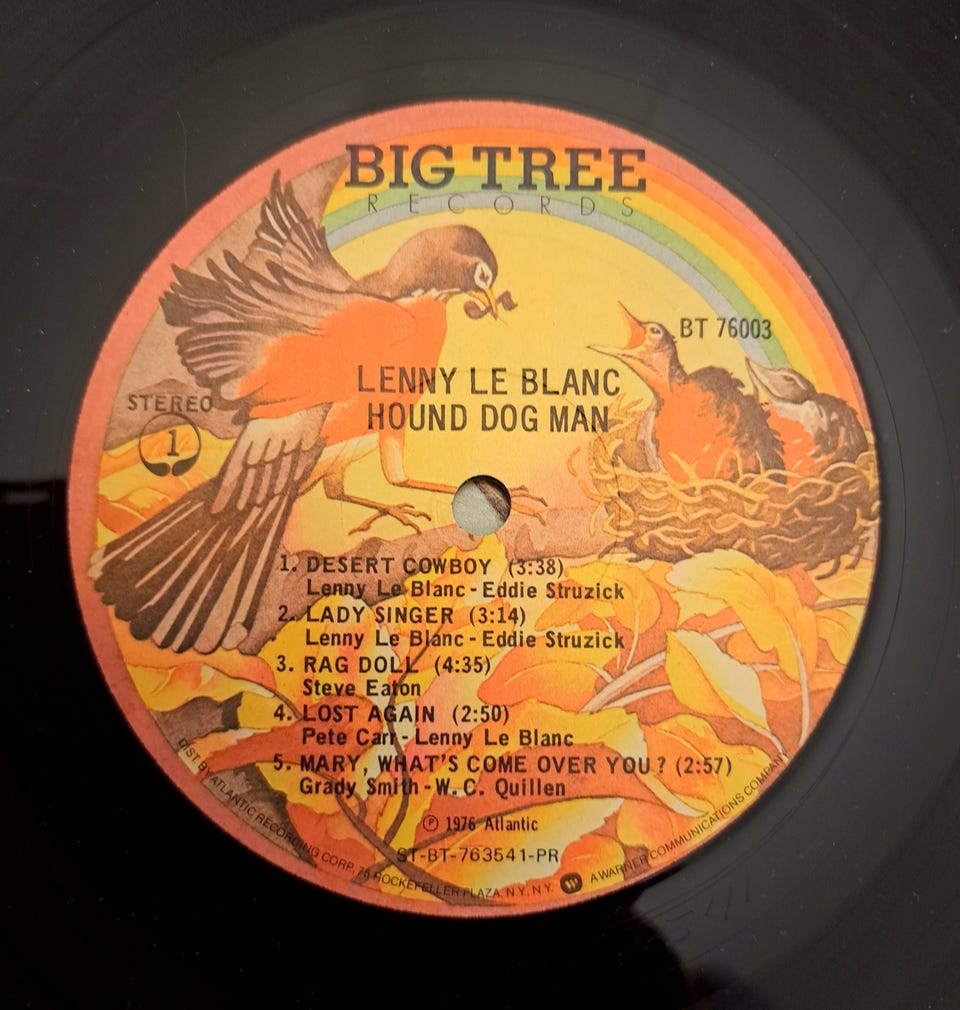 BIG TREE
RECORDS
BT 76003
LENNY LE BLANC
HOUND DOG MAN
STEREO
1
1. DESERT COWBOY (3:38)
Lenny Le Blanc - Eddie Struzick
2. LADY SINGER (3:14)
Lenny Le Blanc - Eddie Struzick
3. RAG DOLL (4:35)
Steve Eaton
4. LOST AGAIN (2:50)
Pete Carr - Lenny Le Blanc
5. MARY, WHAT'S COME OVER YOU? (2:57)
Grady Smith - W. C. Quillen
Ⓟ 1976 Atlantic
ST-BT-763541-PR
DIST BY ATLANTIC RECORDING CORP., 75 ROCKEFELLER PLAZA, N.Y., N.Y. W A WARNER COMMUNICATIONS COMPANY